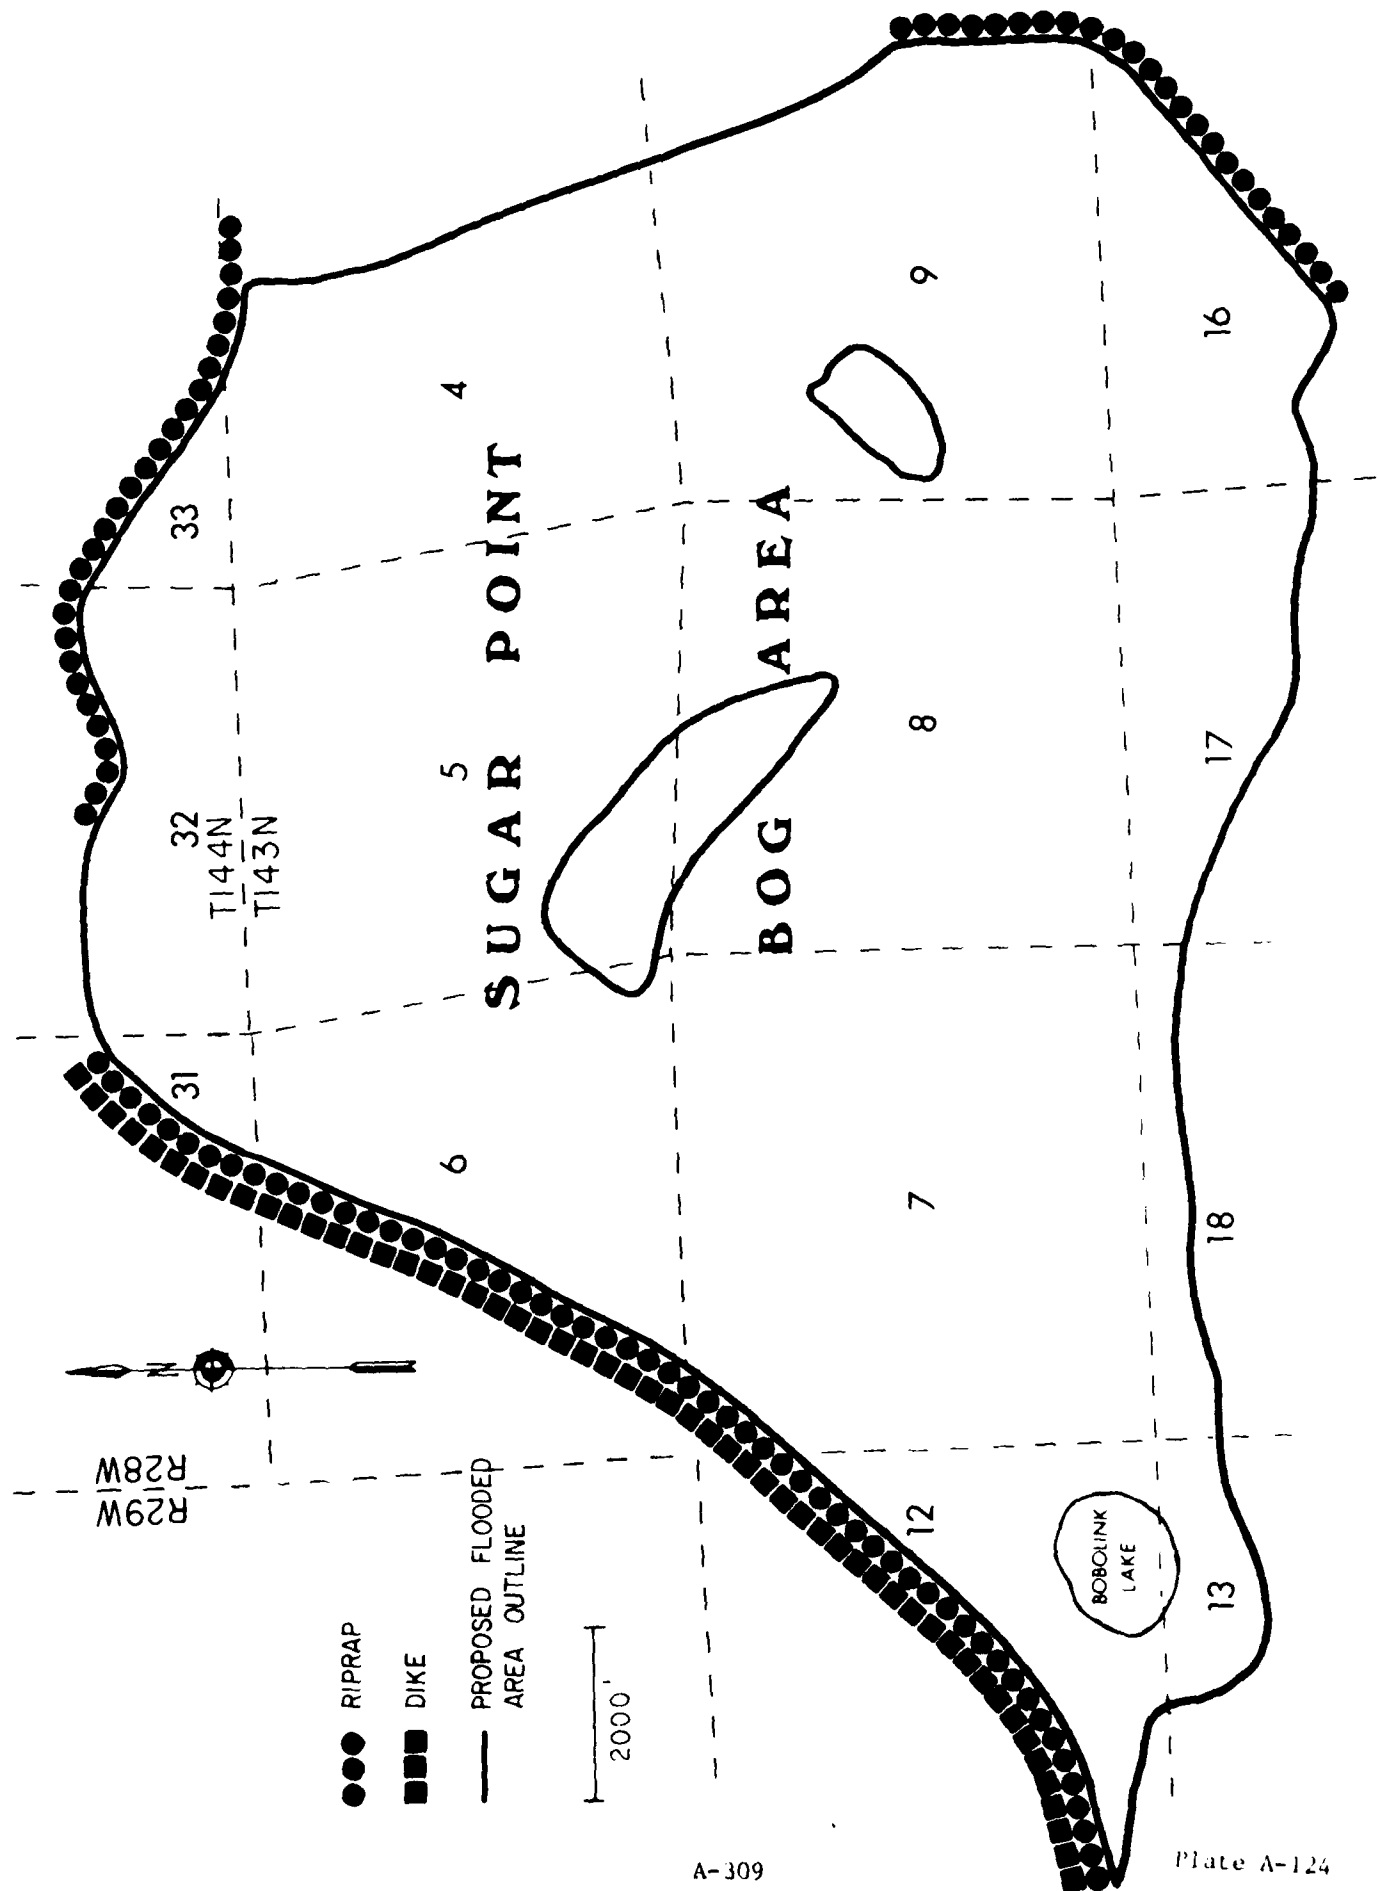 R29W
R28W
N
RIPRAP
DIKE
PROPOSED FLOODED
AREA OUTLINE
2000'
31
32
33
T144N
T143N
6
5
4
SUGAR POINT
BOG AREA
12
7
8
9
BOBOLINK
LAKE
13
18
17
16
A-309
Plate A-124